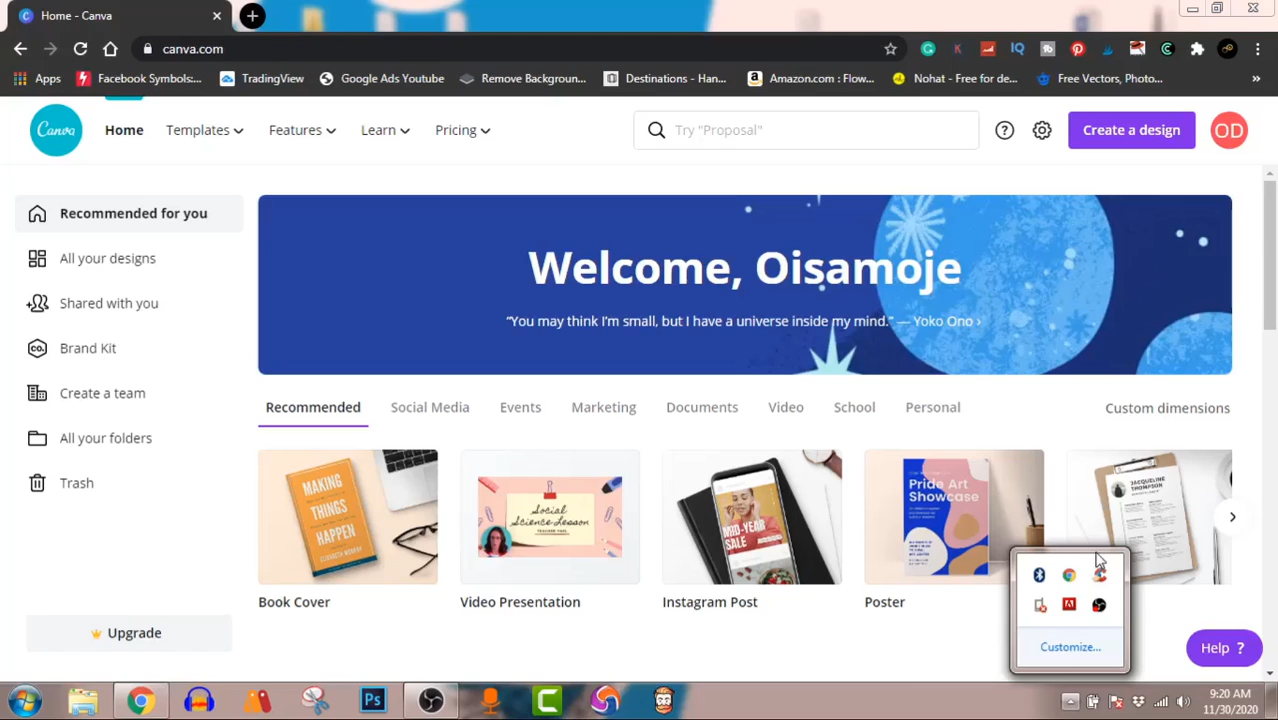 Home - Canva
canva.com
Apps
Facebook Symbols...
TradingView
Google Ads Youtube
Remove Backgroun...
Destinations - Han...
Amazon.com : Flow...
Nohat - Free for de...
Free Vectors, Photo...
Canva
Home
Templates
Features
Learn
Pricing
Try "Proposal"
Create a design
OD
Recommended for you
All your designs
Shared with you
Brand Kit
Create a team
All your folders
Trash
Upgrade
Welcome, Oisamoje
“You may think I'm small, but I have a universe inside my mind.” — Yoko Ono ›
Recommended
Social Media
Events
Marketing
Documents
Video
School
Personal
Custom dimensions
MAKING
THINGS
HAPPEN
Social
Science Lesson
MID-YEAR
SALE
Pride Art
Showcase
JACQUELINE
THOMPSON
Book Cover
Video Presentation
Instagram Post
Poster
Customize...
Help ?
Ps
9:20 AM
11/30/2020